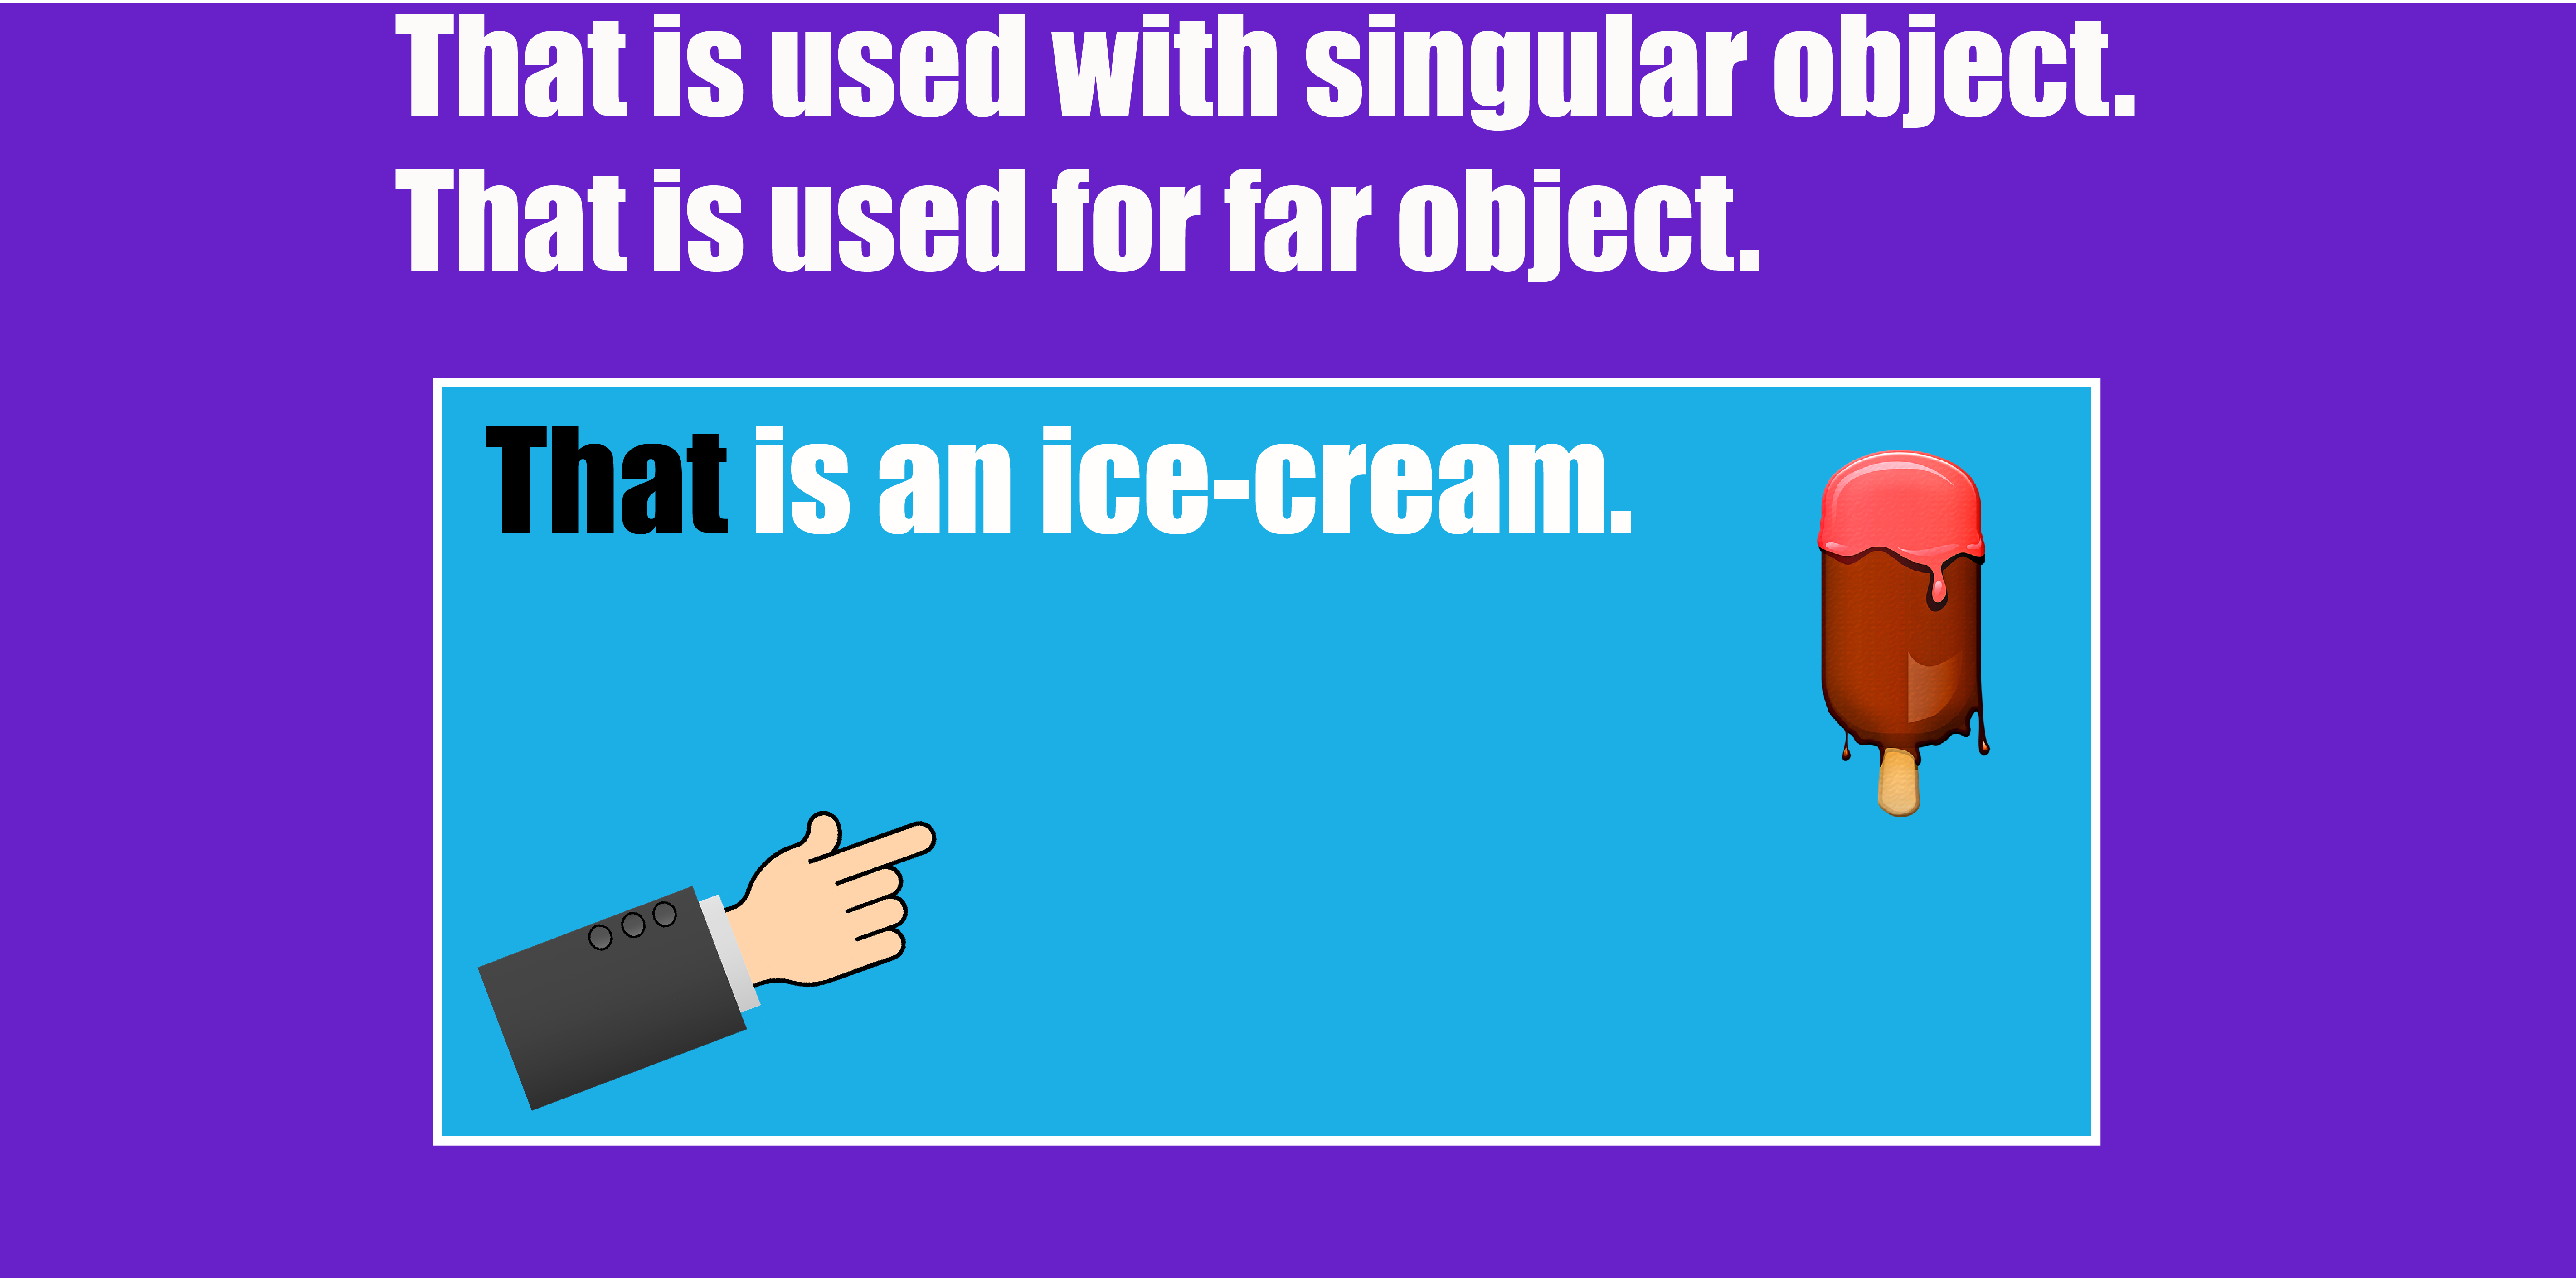 That is used with singular object.
That is used for far object.
That is an ice-cream.